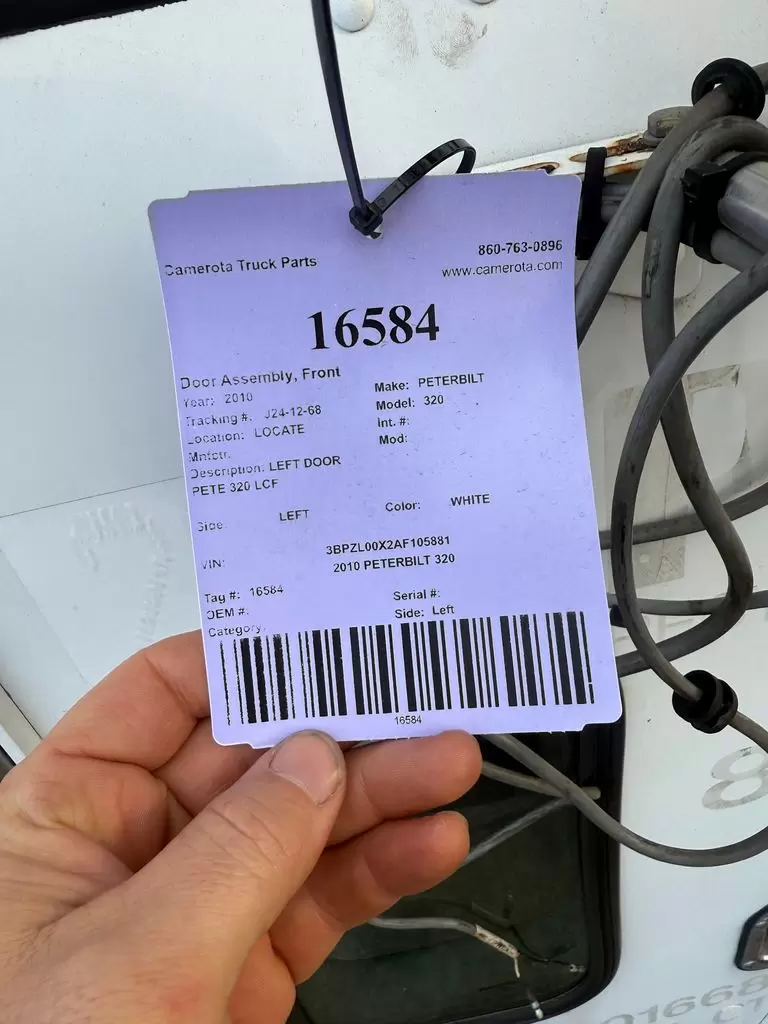 Camerota Truck Parts
860-763-0896
www.camerota.com
16584
Door Assembly, Front
Year: 2010
Tracking #: J24-12-68
Location: LOCATE
Mnfctr:
Description: LEFT DOOR
PETE 320 LCF
Make: PETERBILT
Model: 320
Int. #:
Mod:
Side: LEFT
Color: WHITE
VIN: 3BPZL00X2AF105881
2010 PETERBILT 320
Tag #: 16584
OEM #:
Category:
Serial #:
Side: Left
16584
8